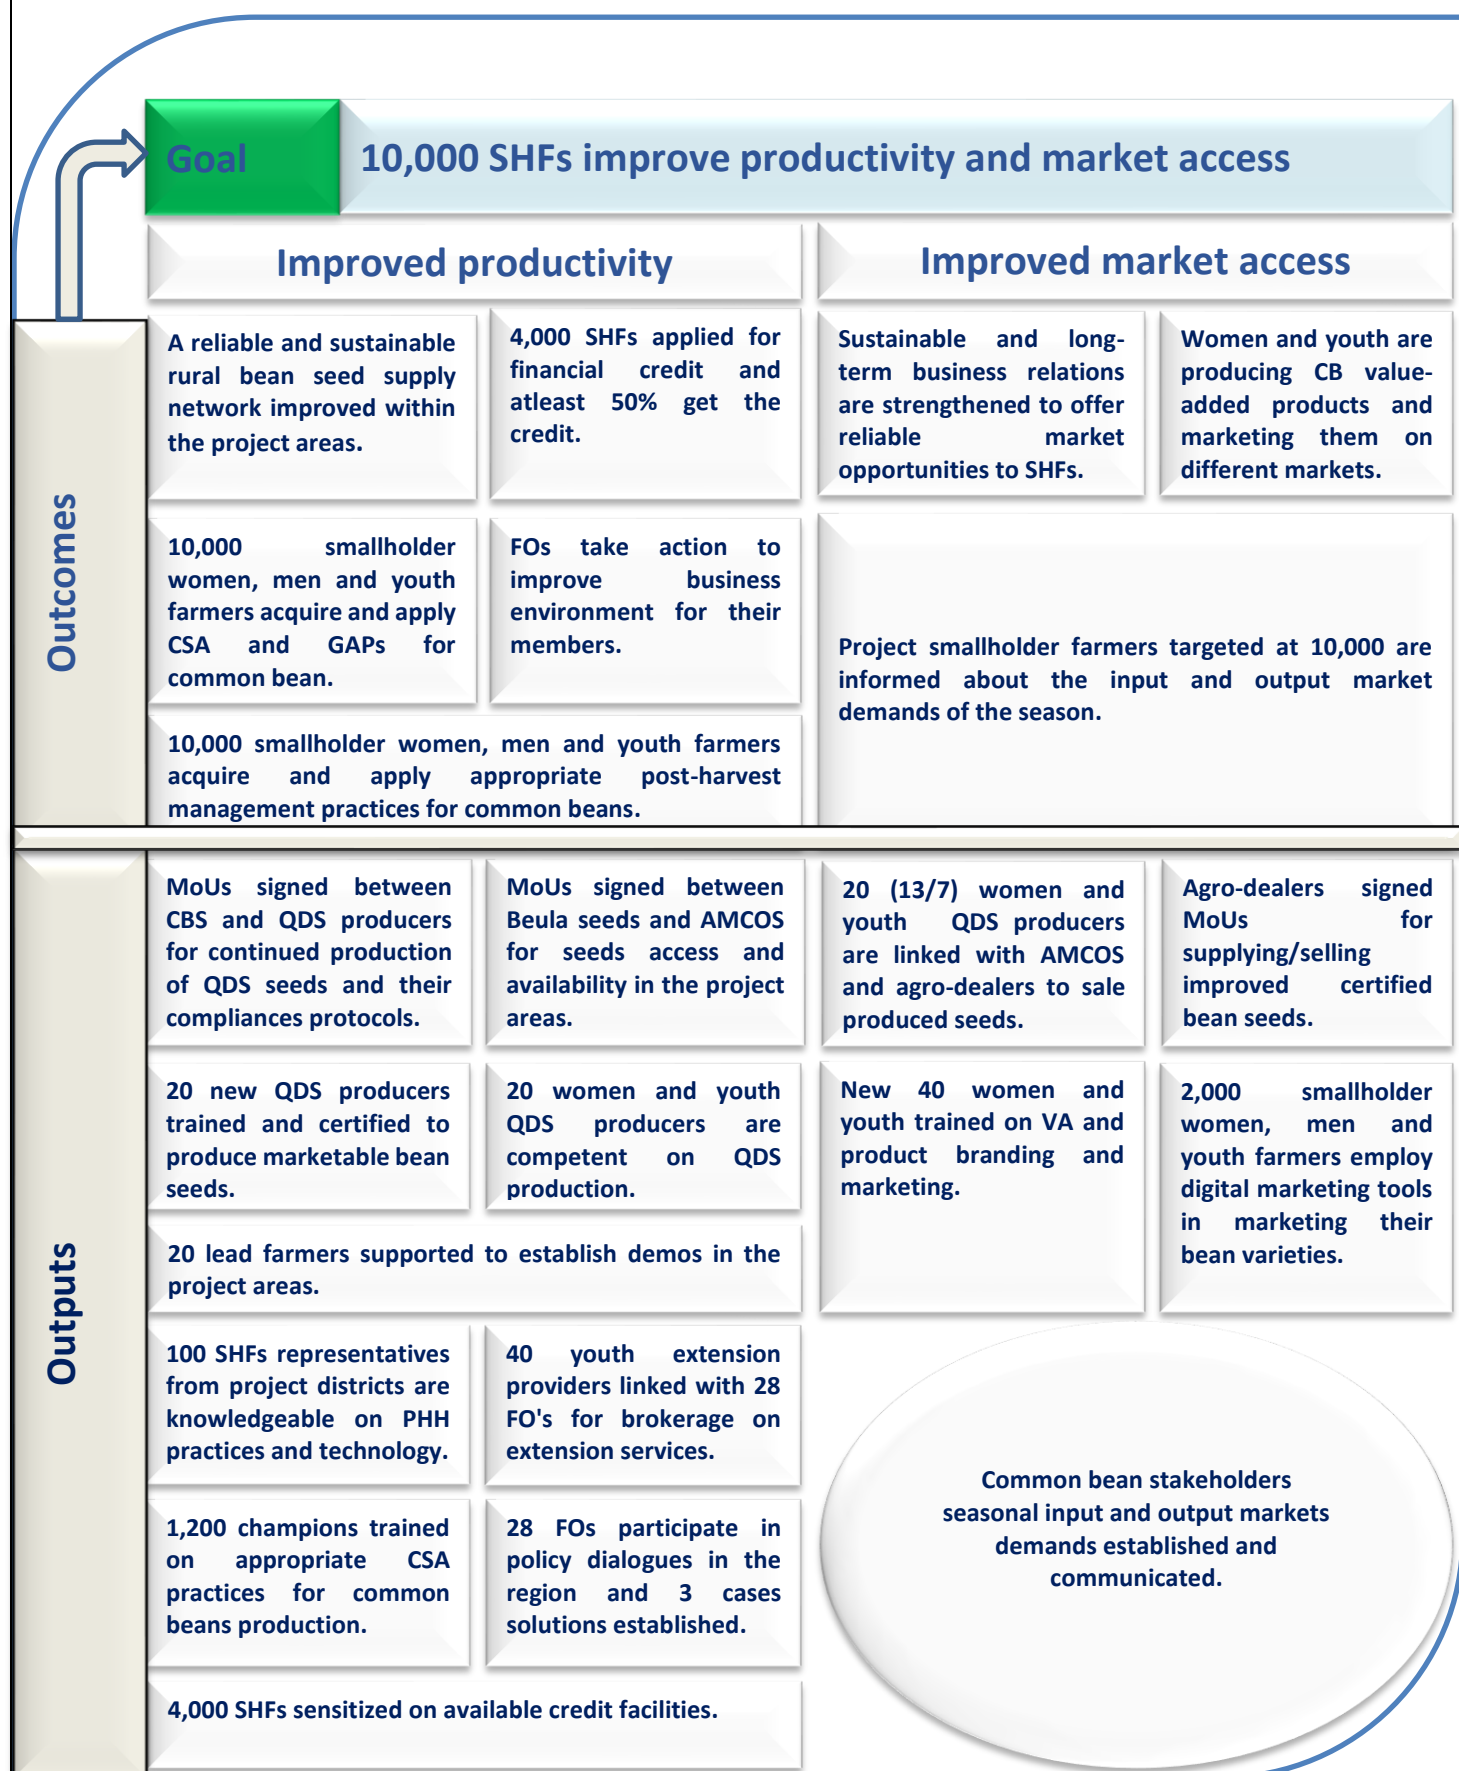 Goal
10,000 SHFs improve productivity and market access
Improved productivity
Improved market access
Outcomes
A reliable and sustainable
rural bean seed supply
network improved within
the project areas.
4,000 SHFs applied for
financial credit and
atleast 50% get the
credit.
Sustainable and long-
term business relations
are strengthened to offer
reliable market
opportunities to SHFs.
Women and youth are
producing CB value-
added products and
marketing them on
different markets.
10,000 smallholder
women, men and youth
farmers acquire and apply
CSA and GAPs for
common bean.
FOs take action to
improve business
environment for their
members.
Project smallholder farmers targeted at 10,000 are
informed about the input and output market
demands of the season.
10,000 smallholder women, men and youth farmers
acquire and apply appropriate post-harvest
management practices for common beans.
Outputs
MoUs signed between
CBS and QDS producers
for continued production
of QDS seeds and their
compliances protocols.
MoUs signed between
Beula seeds and AMCOS
for seeds access and
availability in the project
areas.
20 (13/7) women and
youth QDS producers
are linked with AMCOS
and agro-dealers to sale
produced seeds.
Agro-dealers signed
MoUs for
supplying/selling
improved certified
bean seeds.
20 new QDS producers
trained and certified to
produce marketable bean
seeds.
20 women and youth
QDS producers are
competent on QDS
production.
New 40 women and
youth trained on VA and
product branding and
marketing.
2,000 smallholder
women, men and
youth farmers employ
digital marketing tools
in marketing their
bean varieties.
20 lead farmers supported to establish demos in the
project areas.
100 SHFs representatives
from project districts are
knowledgeable on PHH
practices and technology.
40 youth extension
providers linked with 28
FO's for brokerage on
extension services.
Common bean stakeholders
seasonal input and output markets
demands established and
communicated.
1,200 champions trained
on appropriate CSA
practices for common
beans production.
28 FOs participate in
policy dialogues in the
region and 3 cases
solutions established.
4,000 SHFs sensitized on available credit facilities.